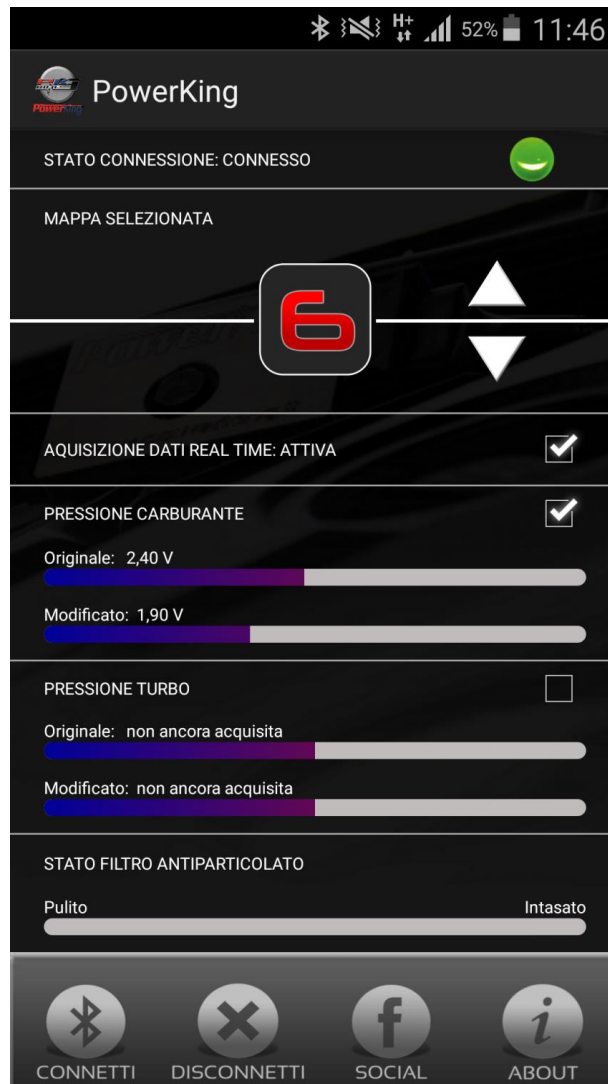 H+ 52% 11:46
PowerKing PowerKing
STATO CONNESSIONE: CONNESSO
MAPPA SELEZIONATA
6
AQUISIZIONE DATI REAL TIME: ATTIVA
PRESSIONE CARBURANTE
Originale: 2,40 V
Modificato: 1,90 V
PRESSIONE TURBO
Originale: non ancora acquisita
Modificato: non ancora acquisita
STATO FILTRO ANTIPARTICOLATO
Pulito Intasato
f i
CONNETTI DISCONNETTI SOCIAL ABOUT